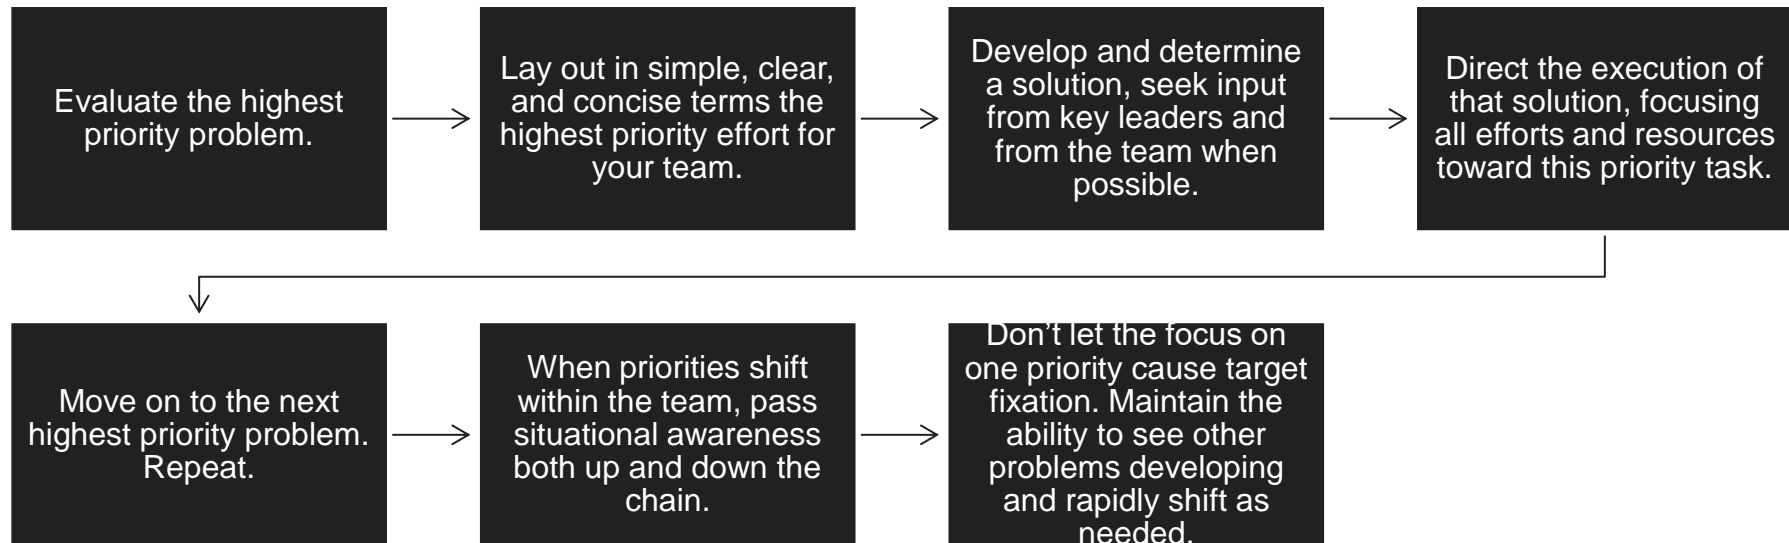 Evaluate the highest
priority problem.
Lay out in simple, clear,
and concise terms the
highest priority effort for
your team.
Develop and determine
a solution, seek input
from key leaders and
from the team when
possible.
Direct the execution of
that solution, focusing
all efforts and resources
toward this priority task.
Move on to the next
highest priority problem.
Repeat.
When priorities shift
within the team, pass
situational awareness
both up and down the
chain.
Don’t let the focus on
one priority cause target
fixation. Maintain the
ability to see other
problems developing
and rapidly shift as
needed.